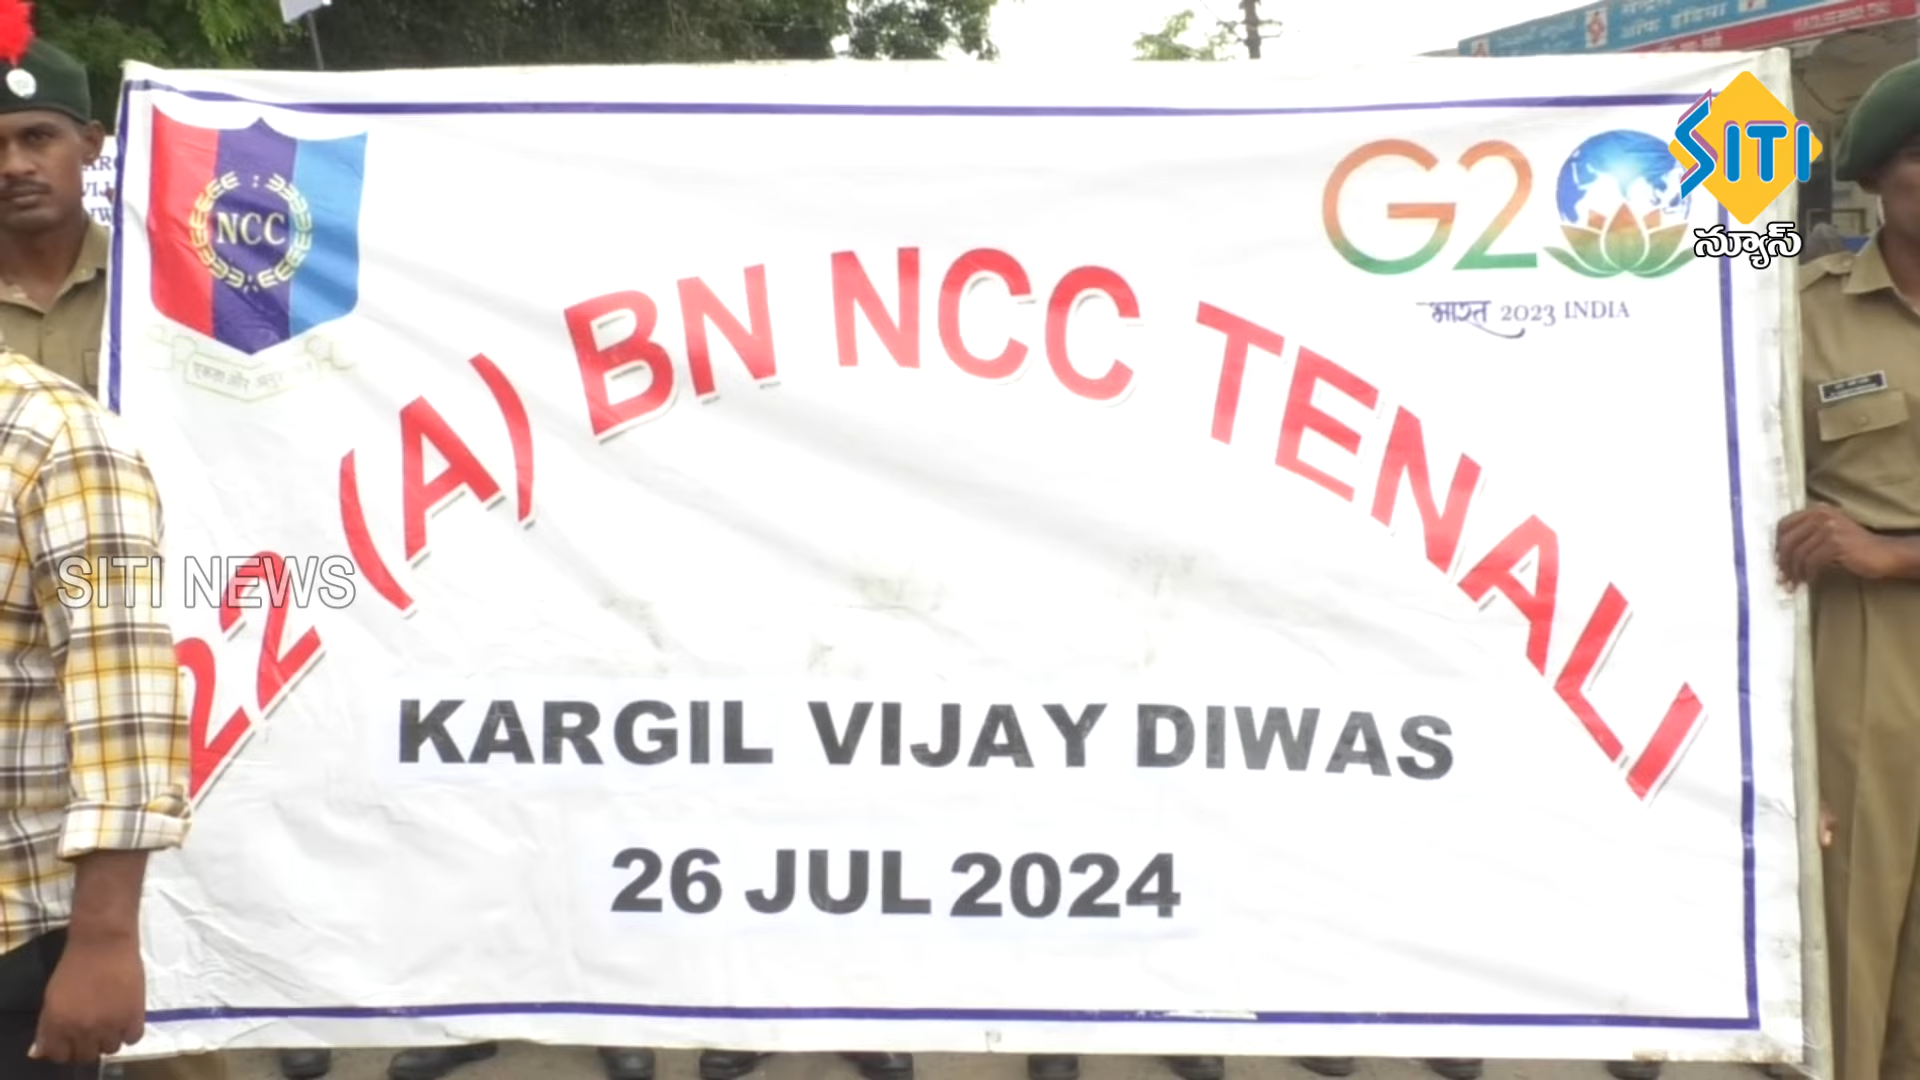 NCC
G20
भारत 2023 INDIA
SITI
న్యూస్
22 (A) BN NCC TENALI
SITI NEWS
KARGIL VIJAY DIWAS
26 JUL 2024